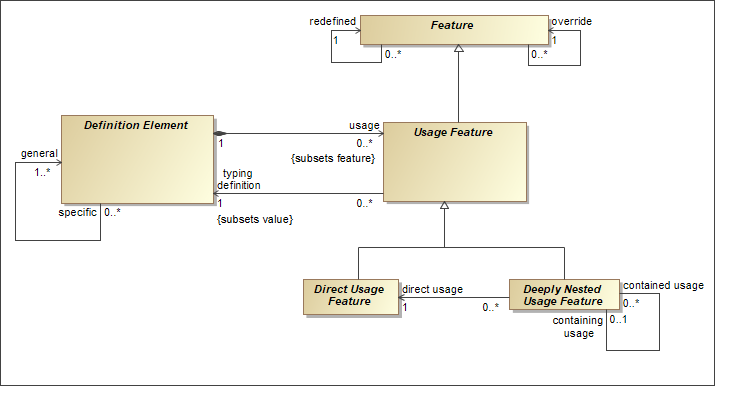 redefined
Feature
override
1
0..*
0..*
1
Definition Element
usage
Usage Feature
1
0..*
{subsets feature}
general
1..*
typing
definition
1
0..*
{subsets value}
specific
0..*
Direct Usage
Feature
direct usage
1
0..*
Deeply Nested
Usage Feature
contained usage
0..*
containing
usage
0..1